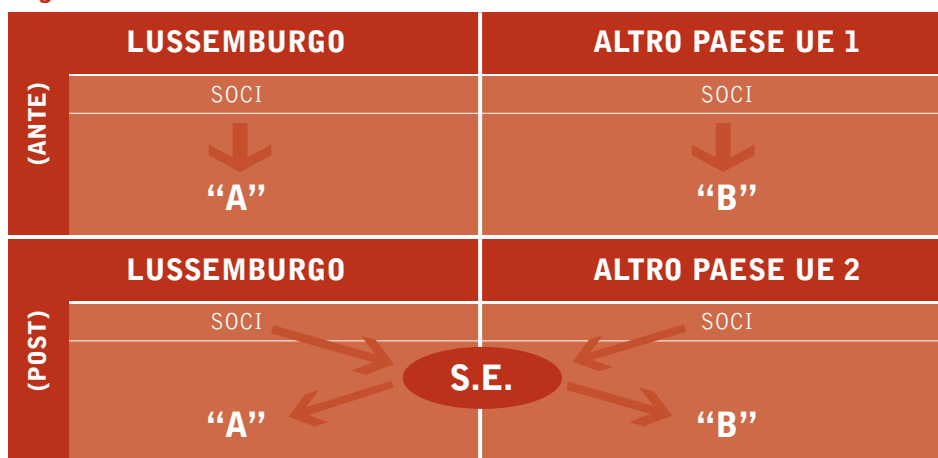 LUSSEMBURGO ALTRO PAESE UE 1
(ANTE)
SOCI SOCI
“A” “B”
LUSSEMBURGO ALTRO PAESE UE 2
(POST)
SOCI SOCI
S.E.
“A” “B”